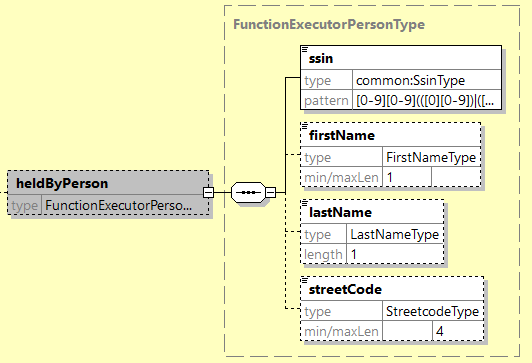 FunctionExecutorPersonType
ssin
type common:SsinType
pattern [0-9][0-9](([0][0-9])|([...
firstName
type FirstNameType
min/maxLen 1
heldByPerson
type FunctionExecutorPerso...
lastName
type LastNameType
length 1
streetCode
type StreetcodeType
min/maxLen 4